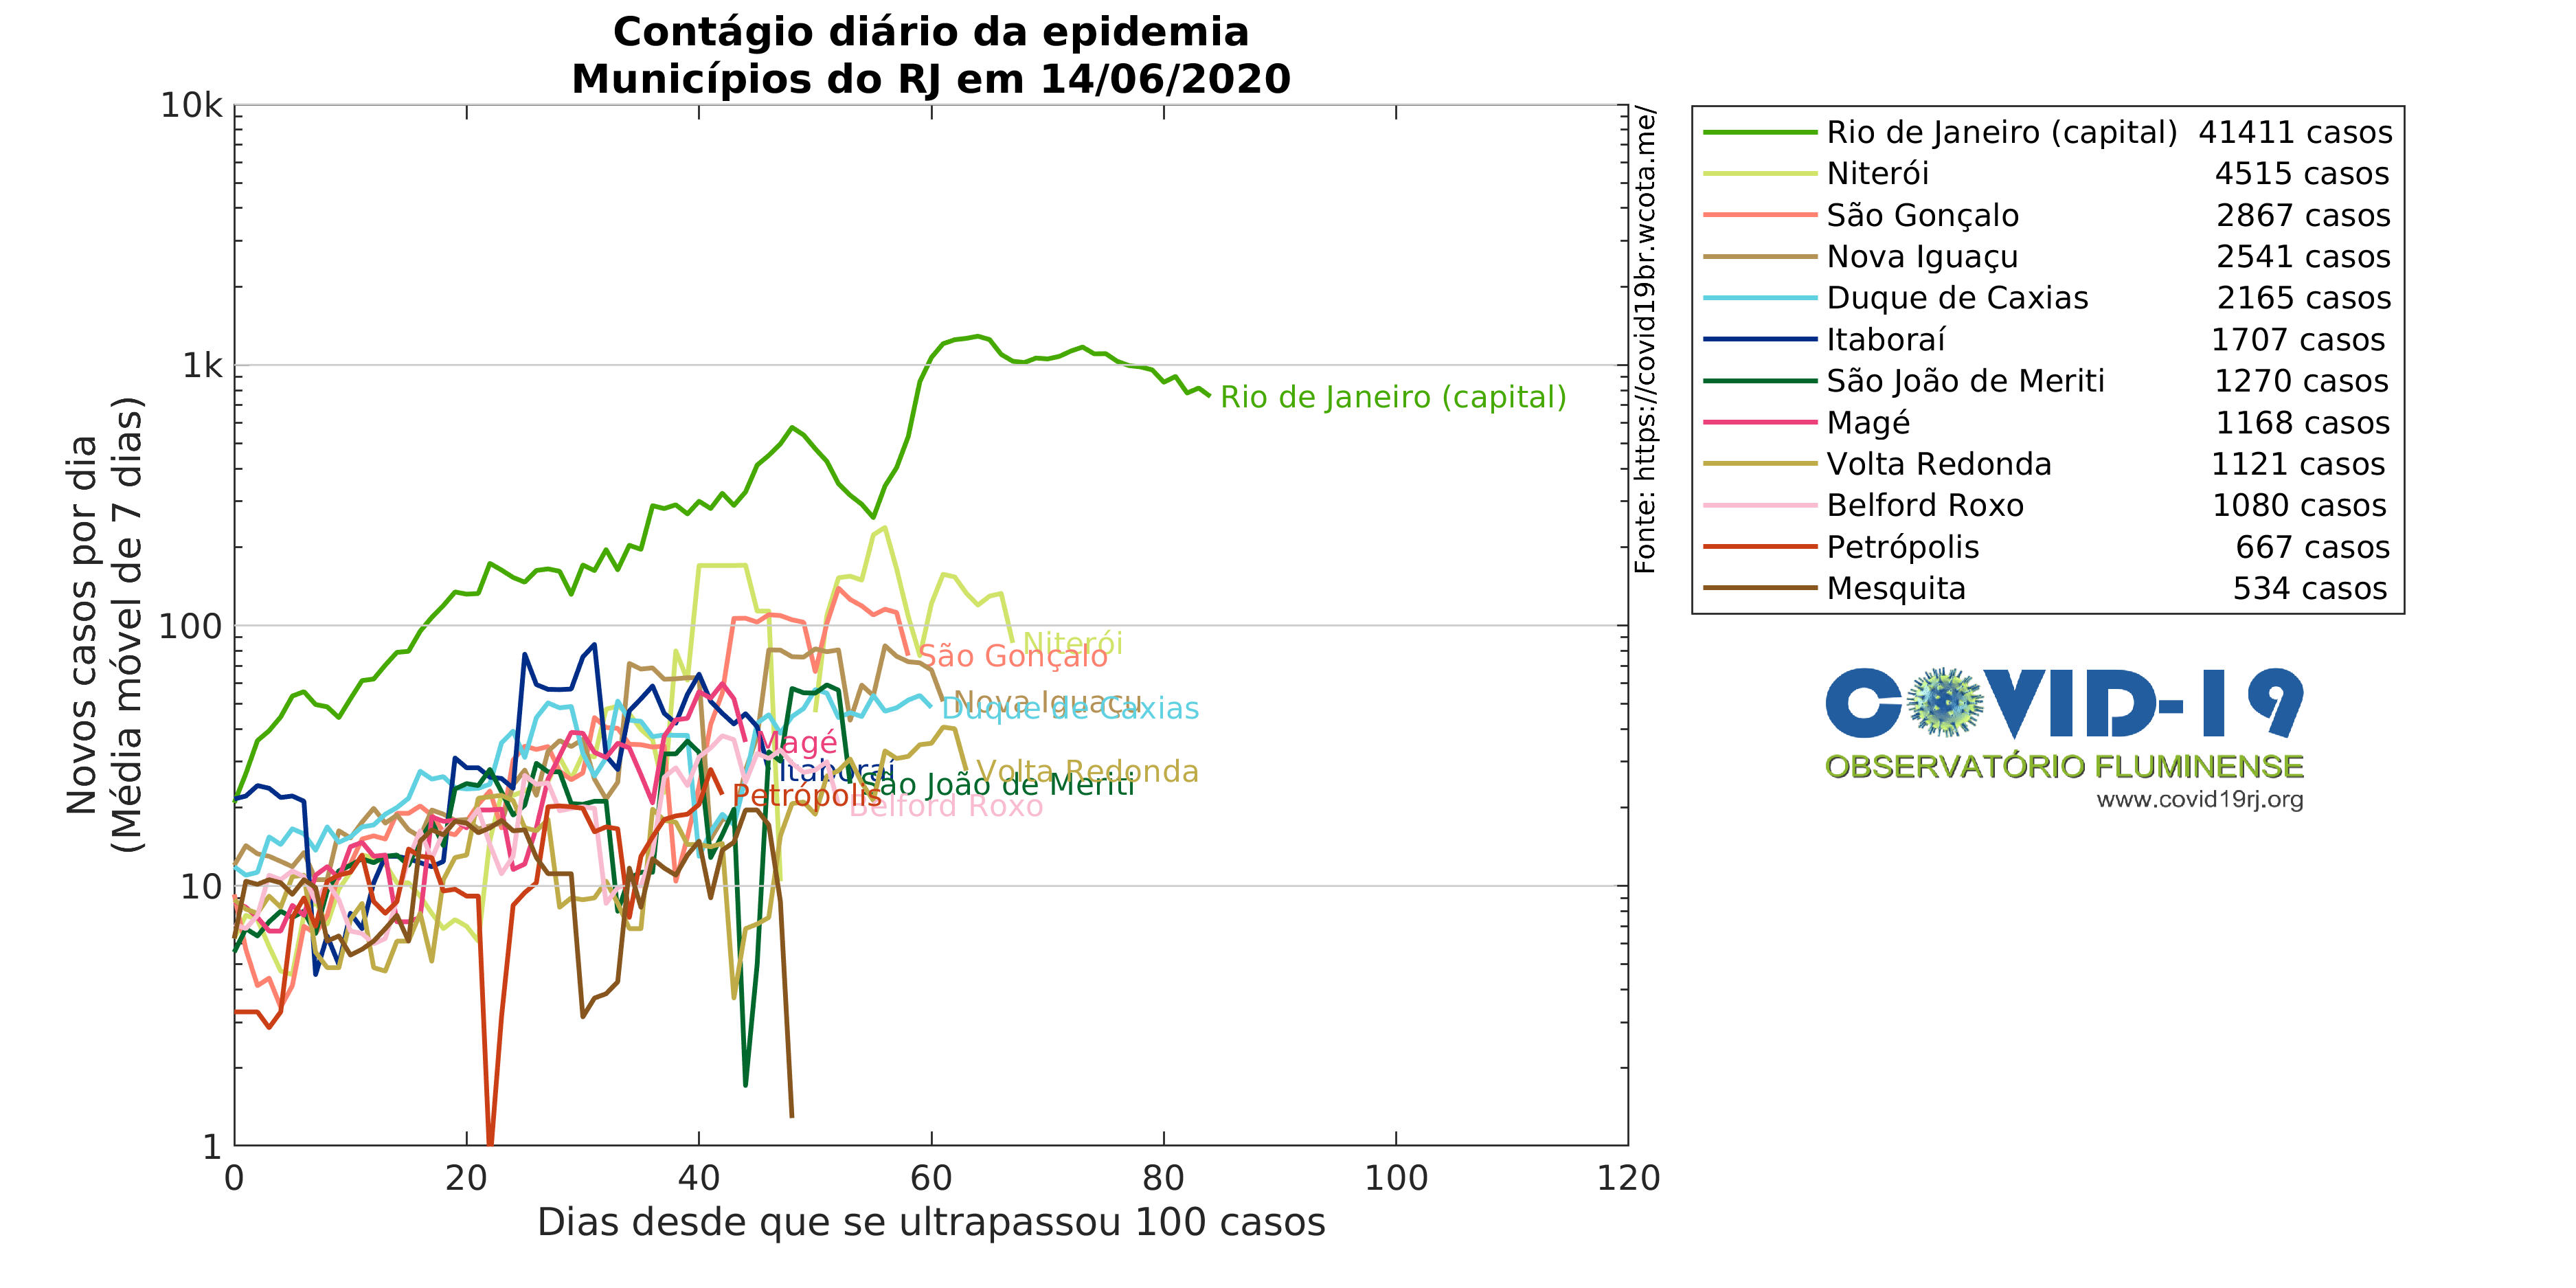 Contágio diário da epidemia
Municípios do RJ em 14/06/2020
Novos casos por dia
(Média móvel de 7 dias)
10k
1k
100
10
1
0 20 40 60 80 100 120
Dias desde que se ultrapassou 100 casos
Rio de Janeiro (capital)
Niterói
São Gonçalo
Nova Iguaçu
Duque de Caxias
Magé
Itaboraí
Volta Redonda
São João de Meriti
Petrópolis
Belford Roxo
Fonte: https://covid19br.wcota.me/
Rio de Janeiro (capital) 41411 casos
Niterói 4515 casos
São Gonçalo 2867 casos
Nova Iguaçu 2541 casos
Duque de Caxias 2165 casos
Itaboraí 1707 casos
São João de Meriti 1270 casos
Magé 1168 casos
Volta Redonda 1121 casos
Belford Roxo 1080 casos
Petrópolis 667 casos
Mesquita 534 casos
COVID-19
OBSERVATÓRIO FLUMINENSE
www.covid19rj.org